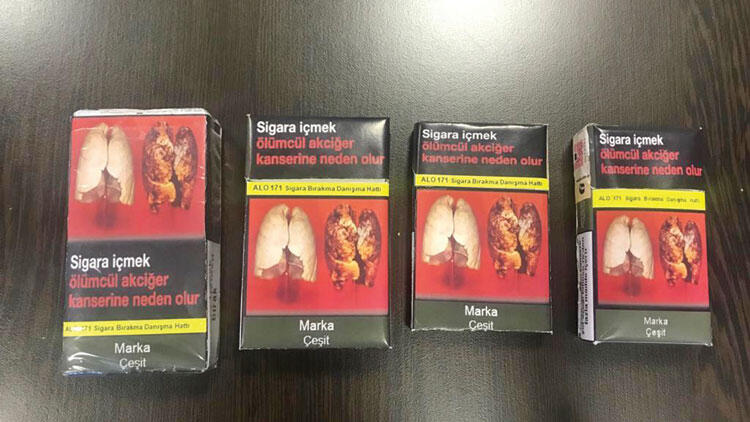 Sigara içmek
ölümcül akciğer
kanserine neden olur
ALO 171 Sigara Bırakma Danışma Hattı
Marka
Çeşit
Sigara içmek
ölümcül akciğer
kanserine neden olur
ALO 171 Sigara Bırakma Danışma Hattı
Marka
Çeşit
Sigara içmek
ölümcül akciğer
kanserine neden olur
ALO 171 Sigara Bırakma Danışma Hattı
Marka
Çeşit
Sigara içmek
ölümcül akciğer
kanserine neden olur
ALO 171 Sigara Bırakma Danışma Hattı
Marka
Çeşit